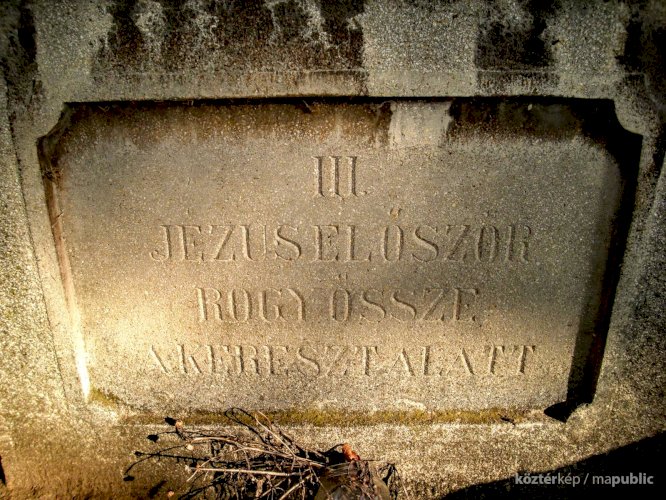 III.
JÉZUS ELŐSZÖR
ROGY ÖSSZE
A KERESZT ALATT
köztérkép / mapublic